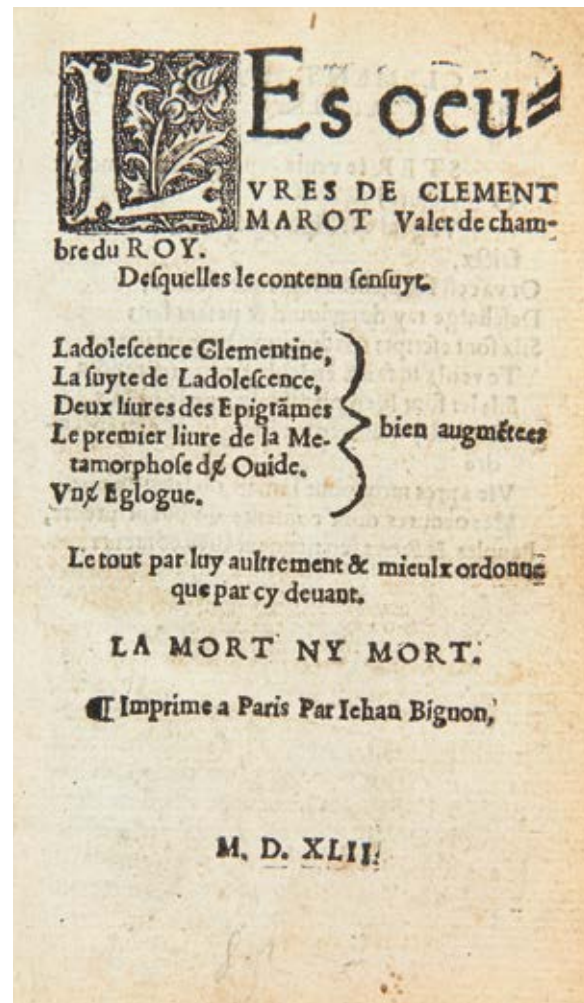 LEs oeu⸗
VRES DE CLEMENT
MAROT Valet de cham-
bre du ROY.
Deſquelles le contenu ſenſuyt.
Ladoleſcence Clementine,
La ſuyte de Ladoleſcence,
Deux liures des Epigrãmes
Le premier liure de la Me-
tamorphoſe dɇ Ouide.
Vnɇ Eglogue.
bien augmẽtees
Le tout par luy aultrement & mieulx ordonne
que par cy deuant.
LA MORT NY MORT.
¶ Imprime a Paris Par Iehan Bignon,
M. D. XLII.